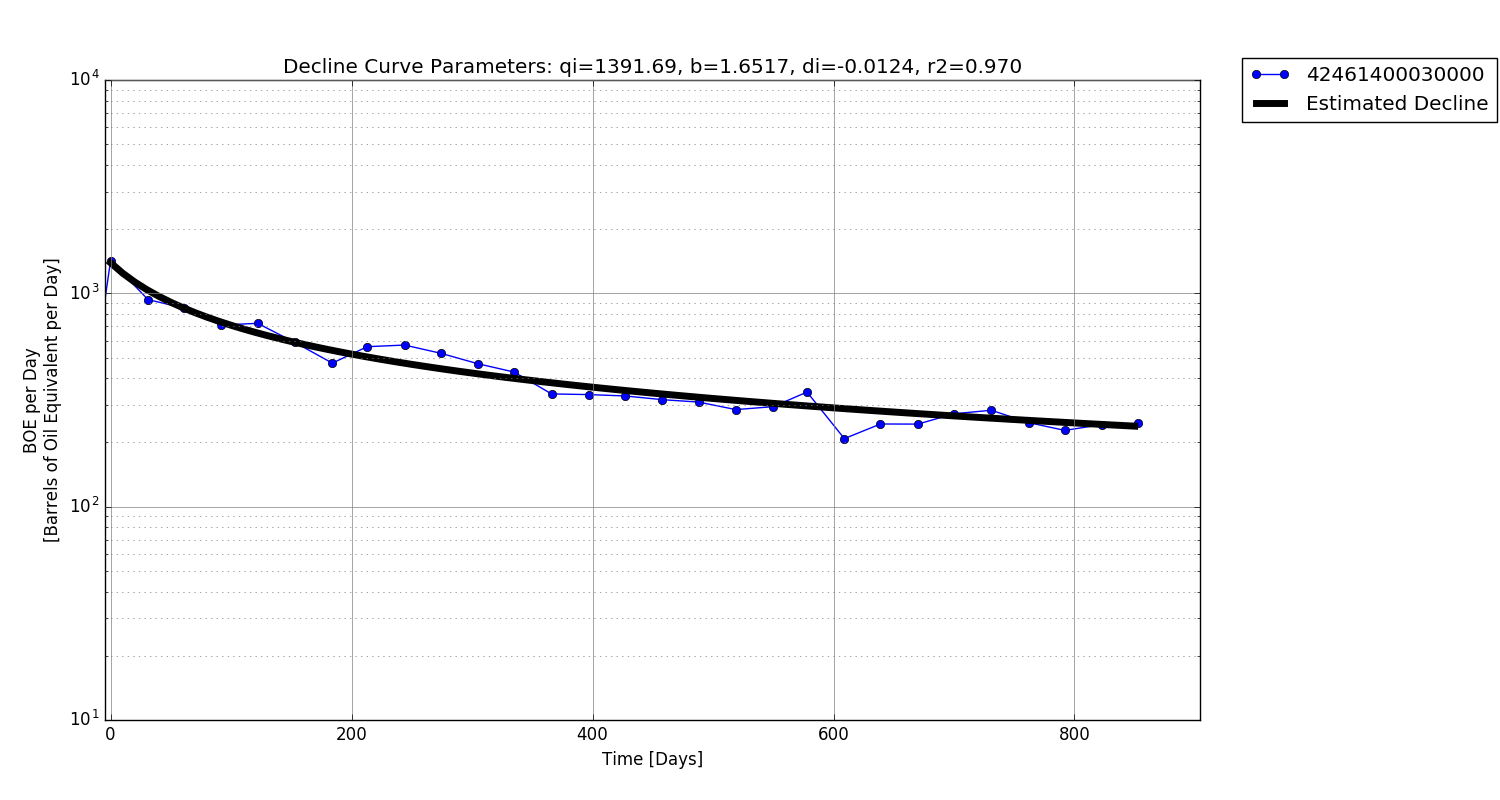 Decline Curve Parameters: qi=1391.69, b=1.6517, di=-0.0124, r2=0.970
42461400030000
Estimated Decline
10^4
10^3
10^2
10^1
BOE per Day
[Barrels of Oil Equivalent per Day]
0 200 400 600 800
Time [Days]